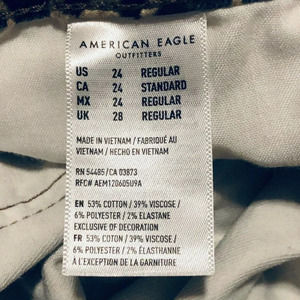 AMERICAN EAGLE
OUTFITTERS
US 24 REGULAR
CA 24 STANDARD
MX 24 REGULAR
UK 28 REGULAR
MADE IN VIETNAM / FABRIQUÉ AU
VIETNAM / HECHO EN VIETNAM
RN 54485/CA 03873
RFC# AEM120605U9A
EN 53% COTTON / 39% VISCOSE /
6% POLYESTER / 2% ELASTANE
EXCLUSIVE OF DECORATION
FR 53% COTON / 39% VISCOSE /
6% POLYESTER / 2% ÉLASTHANNE
À L'EXCEPTION DE LA GARNITURE